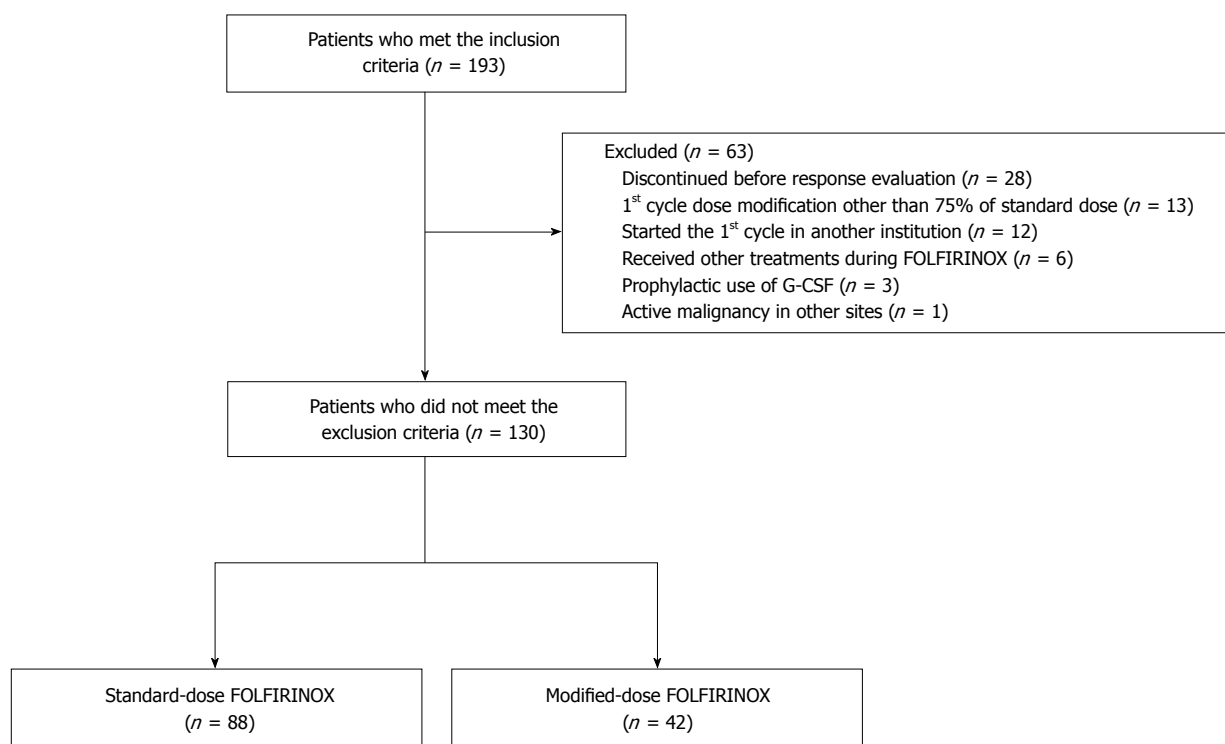 Patients who met the inclusion
criteria (n = 193)
Excluded (n = 63)
Discontinued before response evaluation (n = 28)
1st cycle dose modification other than 75% of standard dose (n = 13)
Started the 1st cycle in another institution (n = 12)
Received other treatments during FOLFIRINOX (n = 6)
Prophylactic use of G-CSF (n = 3)
Active malignancy in other sites (n = 1)
Patients who did not meet the
exclusion criteria (n = 130)
Standard-dose FOLFIRINOX
(n = 88)
Modified-dose FOLFIRINOX
(n = 42)